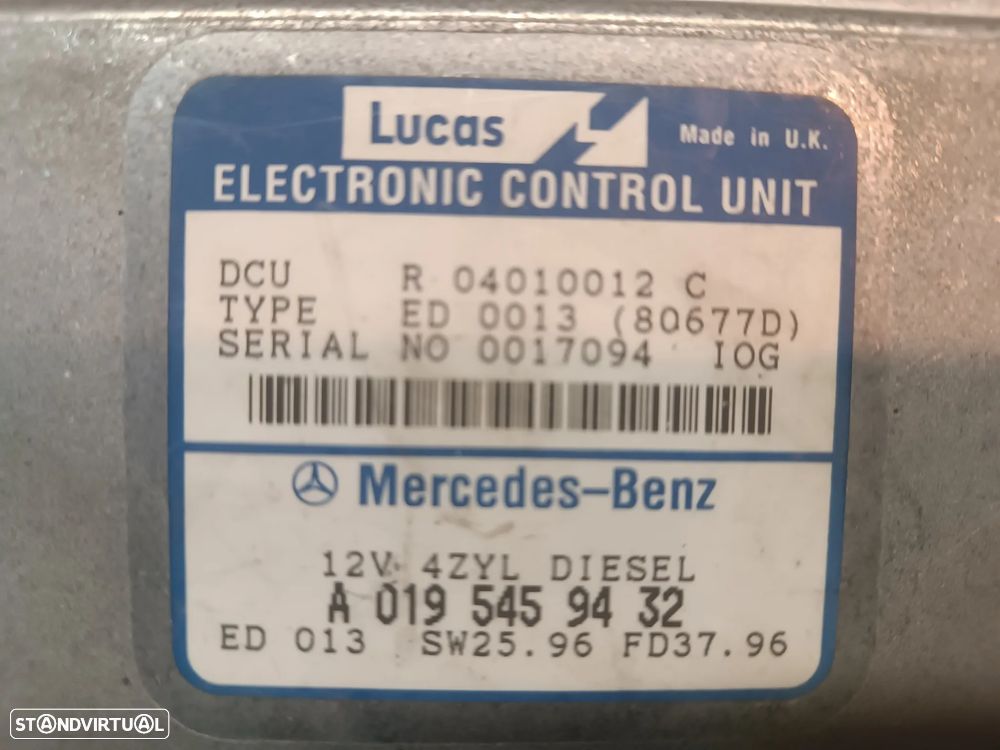 Lucas
Made in U.K.
ELECTRONIC CONTROL UNIT
DCU R 04010012 C
TYPE ED 0013 (80677D)
SERIAL NO 0017094 IOG
Mercedes-Benz
12V 4ZYL DIESEL
A 019 545 94 32
ED 013 SW25.96 FD37.96
STANDVIRTUAL